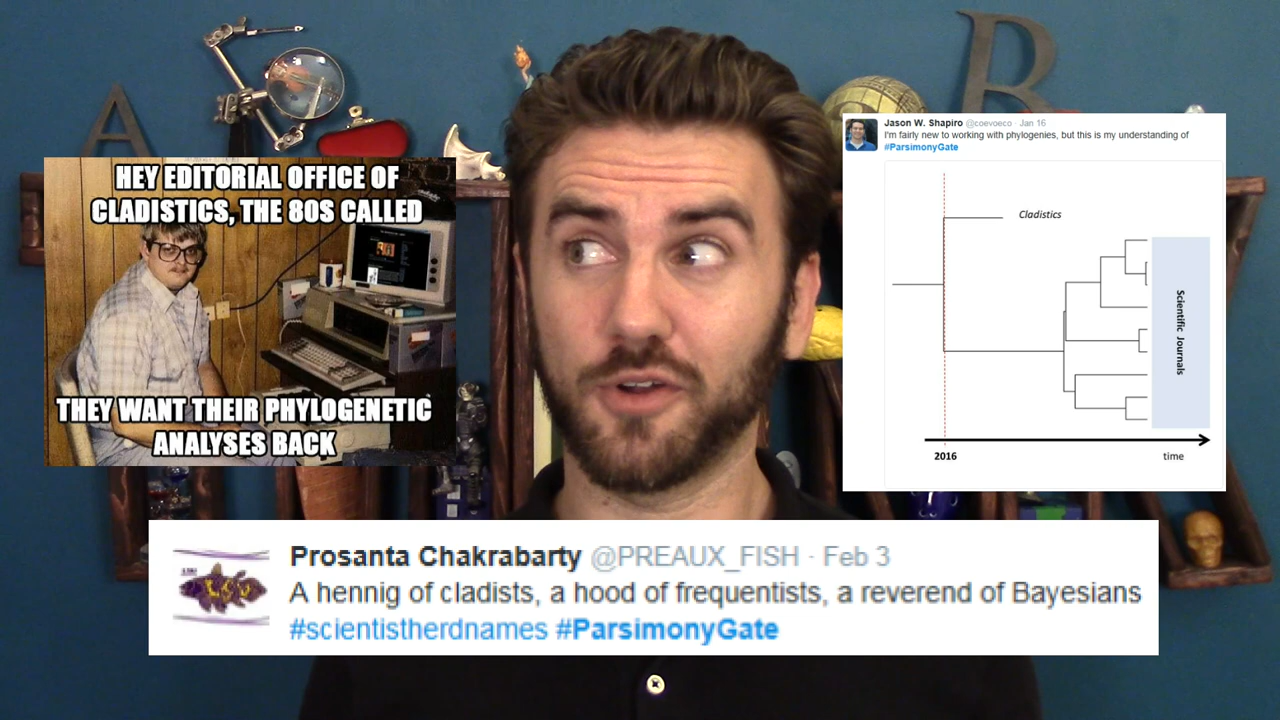 A
R
HEY EDITORIAL OFFICE OF
CLADISTICS, THE 80S CALLED
THEY WANT THEIR PHYLOGENETIC
ANALYSES BACK
Jason W. Shapiro @coevoeco · Jan 16
I'm fairly new to working with phylogenies, but this is my understanding of
#ParsimonyGate
Cladistics
Scientific Journals
2016
time
Prosanta Chakrabarty @PREAUX_FISH · Feb 3
A hennig of cladists, a hood of frequentists, a reverend of Bayesians
#scientistherdnames #ParsimonyGate